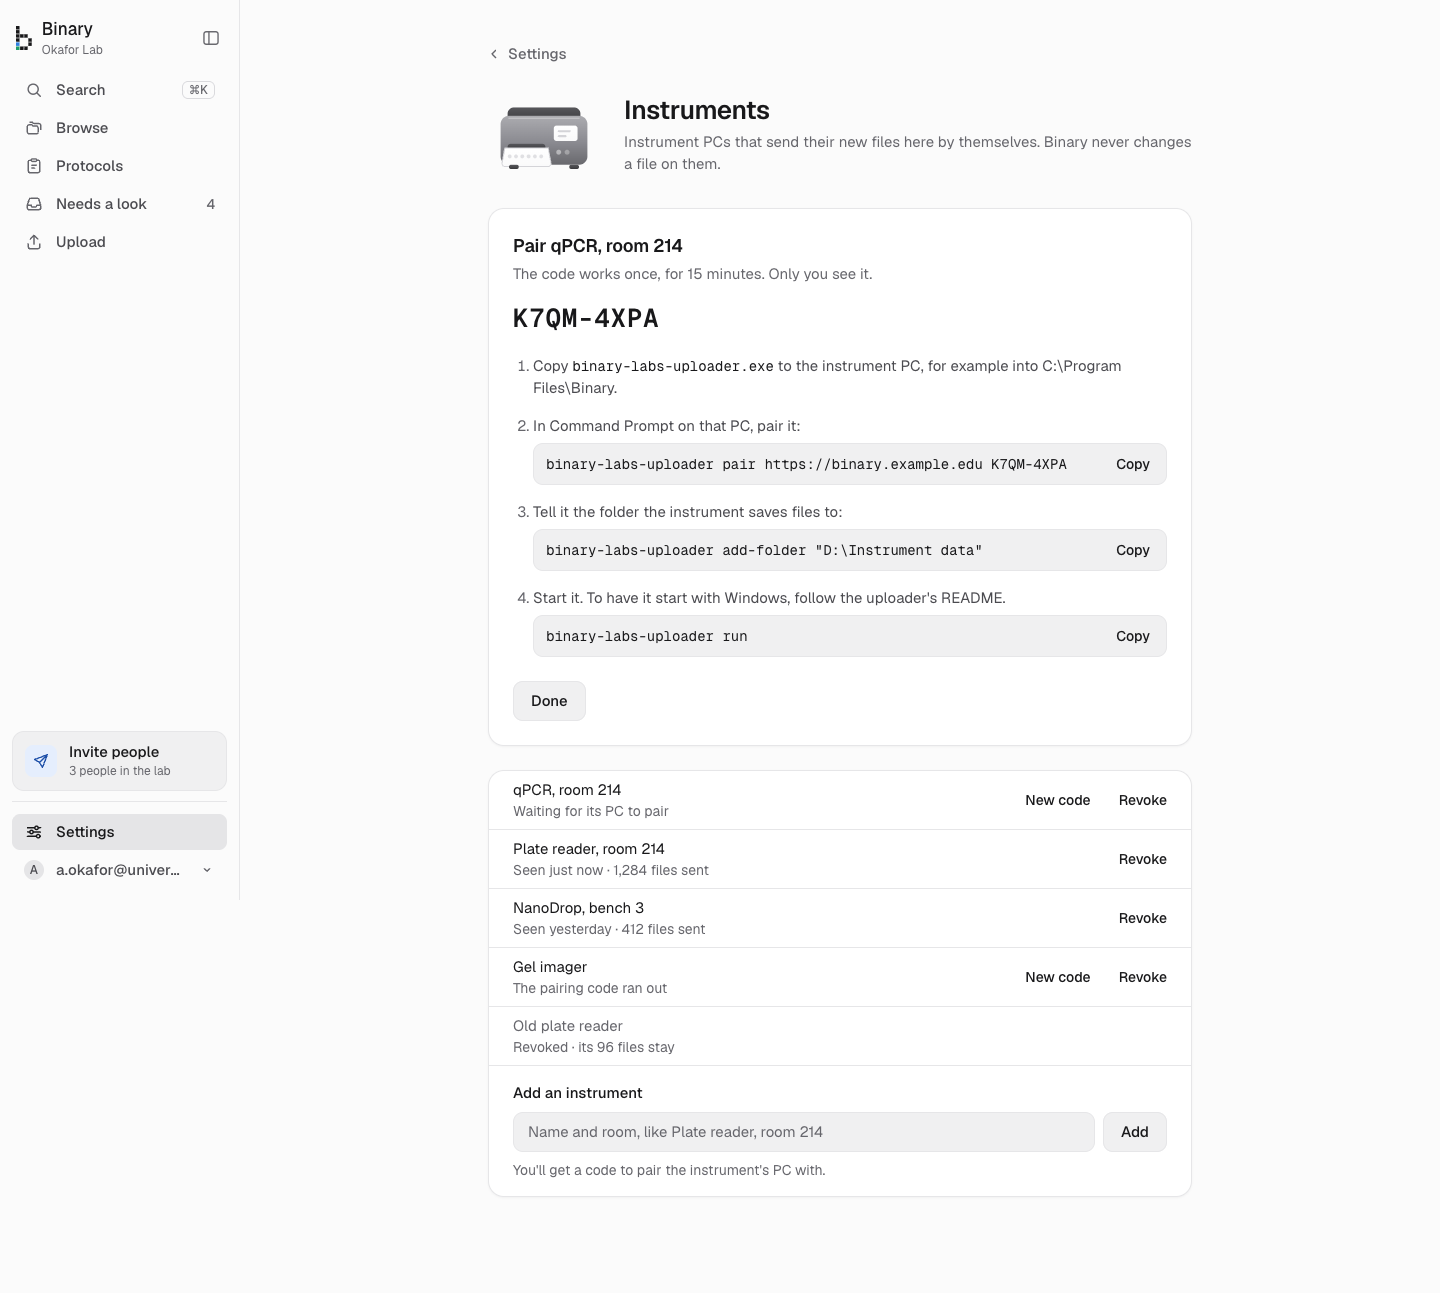 Binary
Okafor Lab
Search
⌘K
Browse
Protocols
Needs a look
4
Upload
Invite people
3 people in the lab
Settings
A
a.okafor@univer...
Settings
Instruments
Instrument PCs that send their new files here by themselves. Binary never changes
a file on them.
Pair qPCR, room 214
The code works once, for 15 minutes. Only you see it.
K7QM-4XPA
1. Copy binary-labs-uploader.exe to the instrument PC, for example into C:\Program
Files\Binary.
2. In Command Prompt on that PC, pair it:
binary-labs-uploader pair https://binary.example.edu K7QM-4XPA
Copy
3. Tell it the folder the instrument saves files to:
binary-labs-uploader add-folder "D:\Instrument data"
Copy
4. Start it. To have it start with Windows, follow the uploader's README.
binary-labs-uploader run
Copy
Done
qPCR, room 214
Waiting for its PC to pair
New code
Revoke
Plate reader, room 214
Seen just now · 1,284 files sent
Revoke
NanoDrop, bench 3
Seen yesterday · 412 files sent
Revoke
Gel imager
The pairing code ran out
New code
Revoke
Old plate reader
Revoked · its 96 files stay
Add an instrument
Name and room, like Plate reader, room 214
Add
You'll get a code to pair the instrument's PC with.